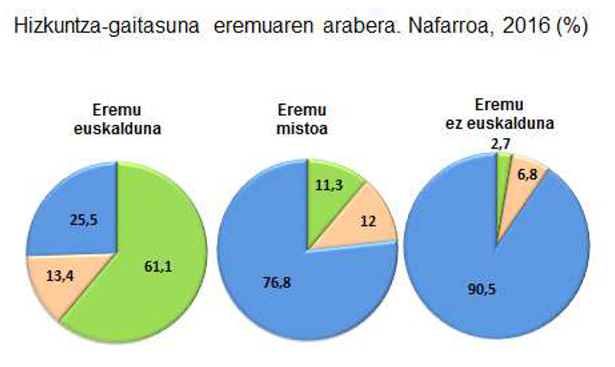 Hizkuntza-gaitasuna eremuaren arabera. Nafarroa, 2016 (%)
Eremu
euskalduna
25,5
13,4
61,1
Eremu
mistoa
11,3
12
76,8
Eremu
ez euskalduna
2,7
6,8
90,5